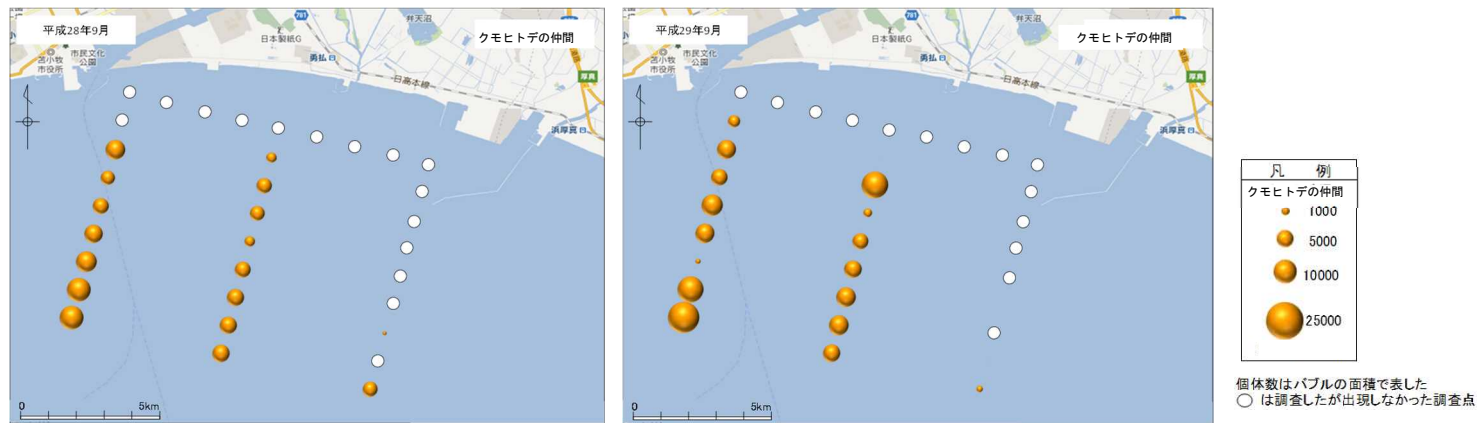 平成28年9月
781
弁天沼
日本製紙G
クモヒトデの仲間
苫小牧
市役所
市民文化
公園
勇払
日高本線
厚真
浜厚真
0
5km
平成29年9月
781
弁天沼
日本製紙G
クモヒトデの仲間
苫小牧
市役所
市民文化
公園
勇払
日高本線
厚真
浜厚真
0
5km
凡 例
クモヒトデの仲間
1000
5000
10000
25000
個体数はバブルの面積で表した
○ は調査したが出現しなかった調査点